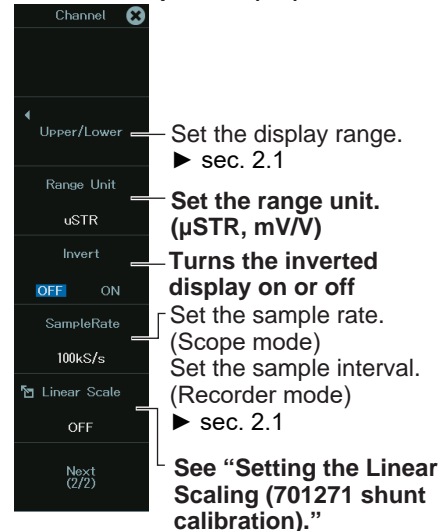 Channel
Upper/Lower
Set the display range.
► sec. 2.1
Range Unit
uSTR
Set the range unit.
(µSTR, mV/V)
Invert
OFF ON
Turns the inverted
display on or off
SampleRate
100kS/s
Set the sample rate.
(Scope mode)
Set the sample interval.
(Recorder mode)
► sec. 2.1
Linear Scale
OFF
See “Setting the Linear
Scaling (701271 shunt
calibration).”
Next
(2/2)